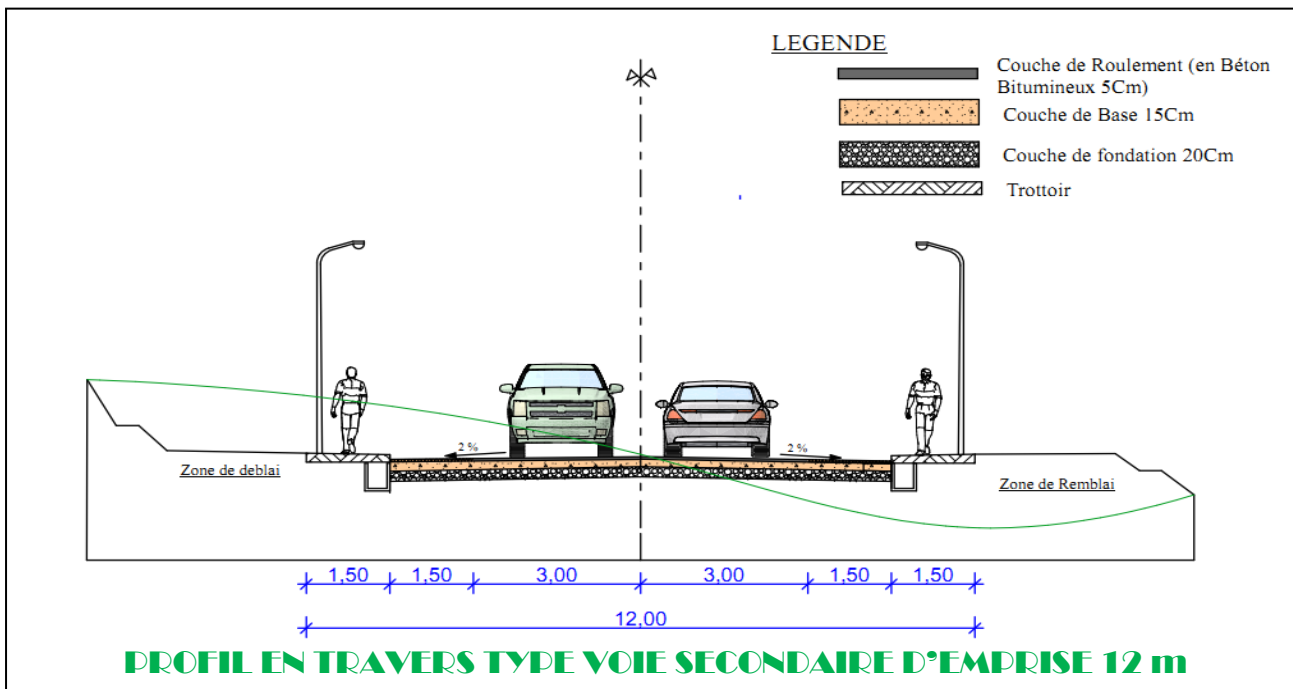 LEGENDE
Couche de Roulement (en Béton
Bitumineux 5Cm)
Couche de Base 15Cm
Couche de fondation 20Cm
Trottoir
2 %
2 %
Zone de deblai
Zone de Remblai
1,50 1,50 3,00 3,00 1,50 1,50
12,00
PROFIL EN TRAVERS TYPE VOIE SECONDAIRE D’EMPRISE 12 m